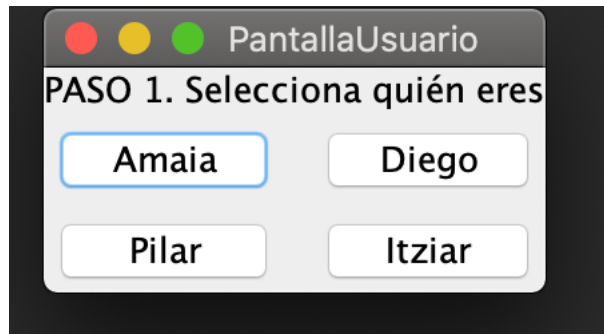 PantallaUsuario
PASO 1. Selecciona quién eres
Amaia Diego
Pilar Itziar